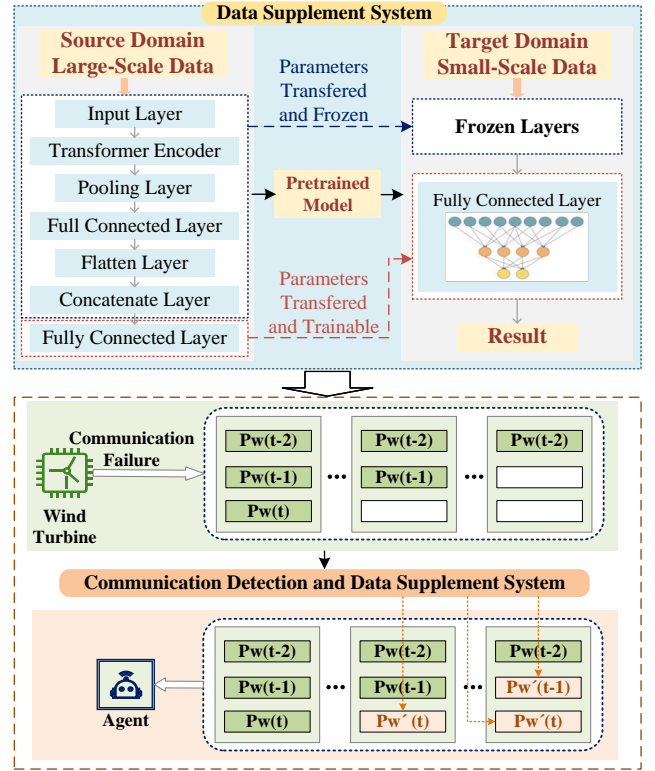 Data Supplement System
Source Domain
Large-Scale Data
Parameters
Transfered
and Frozen
Target Domain
Small-Scale Data
Input Layer
Transformer Encoder
Pooling Layer
Full Connected Layer
Flatten Layer
Concatenate Layer
Fully Connected Layer
Pretrained
Model
Parameters
Transfered
and Trainable
Frozen Layers
Fully Connected Layer
Result
Communication
Failure
Wind
Turbine
Pw(t-2)
Pw(t-1)
Pw(t)
...
Pw(t-2)
Pw(t-1)
...
Pw(t-2)
Communication Detection and Data Supplement System
Agent
Pw(t-2)
Pw(t-1)
Pw(t)
...
Pw(t-2)
Pw(t-1)
Pw´(t)
...
Pw(t-2)
Pw´(t-1)
Pw´(t)